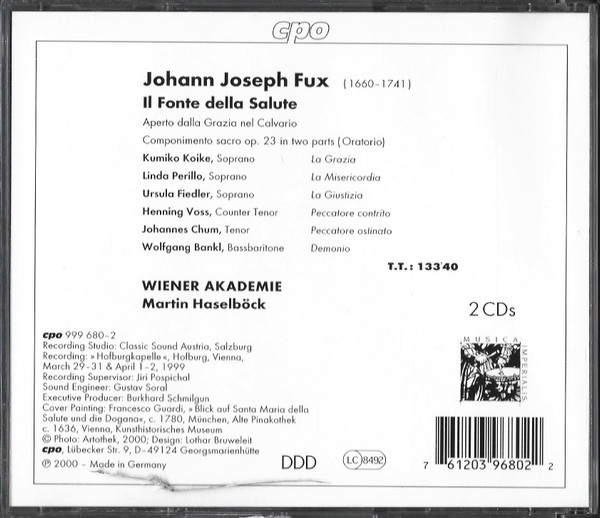 cpo
Johann Joseph Fux (1660-1741)
Il Fonte della Salute
Aperto dalla Grazia nel Calvario
Componimento sacro op. 23 in two parts (Oratorio)
Kumiko Koike, Soprano La Grazia
Linda Perillo, Soprano La Misericordia
Ursula Fiedler, Soprano La Giustizia
Henning Voss, Counter Tenor Peccatore contrito
Johannes Chum, Tenor Peccatore ostinato
Wolfgang Bankl, Bassbaritone Demonio
T.T.: 133'40
WIENER AKADEMIE
Martin Haselböck
2 CDs
cpo 999 680-2
Recording Studio: Classic Sound Austria, Salzburg
Recording: »Hofburgkapelle«, Hofburg, Vienna,
March 29-31 & April 1-2, 1999
Recording Supervisor: Jiri Pospichal
Sound Engineer: Gustav Soral
Executive Producer: Burkhard Schmilgun
Cover Painting: Francesco Guardi, »Blick auf Santa Maria della
Salute und die Dogana«, c. 1780, München, Alte Pinakothek
c. 1636, Vienna, Kunsthistorisches Museum
© Photo: Artothek, 2000; Design: Lothar Bruweleit
cpo, Lübecker Str. 9, D-49124 Georgsmarienhütte
℗ 2000 – Made in Germany
DDD
LC 8492
MUSICA
IMPERIALIS
7 61203 96802 2